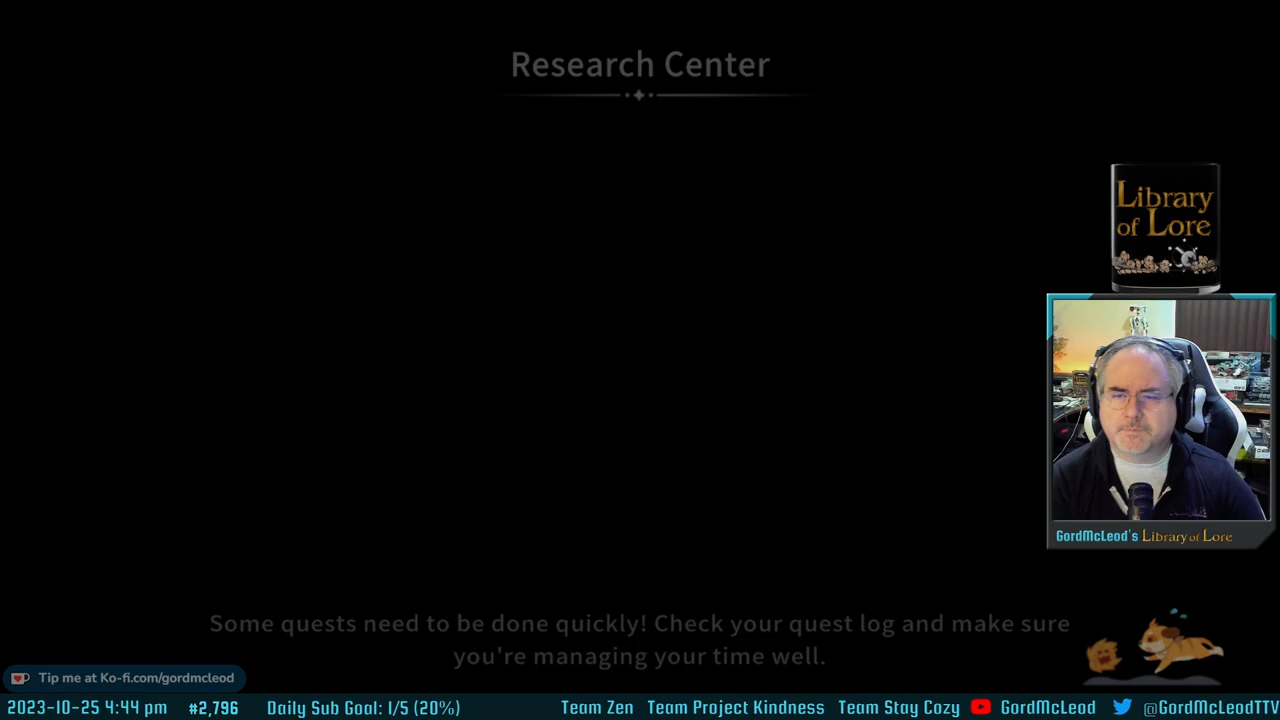 Research Center
Library
of Lore
GordMcLeod's Library of Lore
Some quests need to be done quickly! Check your quest log and make sure
you're managing your time well.
Tip me at Ko-fi.com/gordmcleod
2023-10-25 4:44 pm #2,796 Daily Sub Goal: 1/5 (20%) Team Zen Team Project Kindness Team Stay Cozy GordMcLeod @GordMcLeodTTV